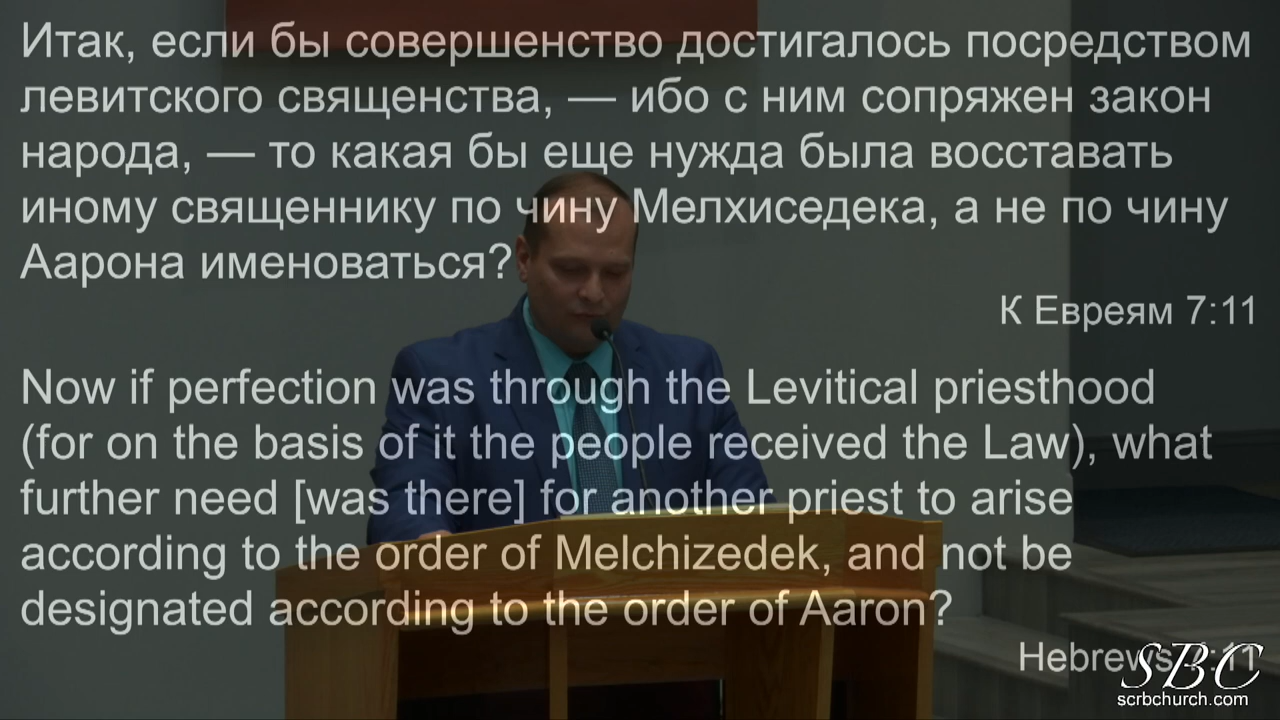 Итак, если бы совершенство достигалось посредством
левитского священства, — ибо с ним сопряжен закон
народа, — то какая бы еще нужда была восставать
иному священнику по чину Мелхиседека, а не по чину
Аарона именоваться?
К Евреям 7:11
Now if perfection was through the Levitical priesthood
(for on the basis of it the people received the Law), what
further need [was there] for another priest to arise
according to the order of Melchizedek, and not be
designated according to the order of Aaron?
Hebrews 7:11
SBC
scrbchurch.com